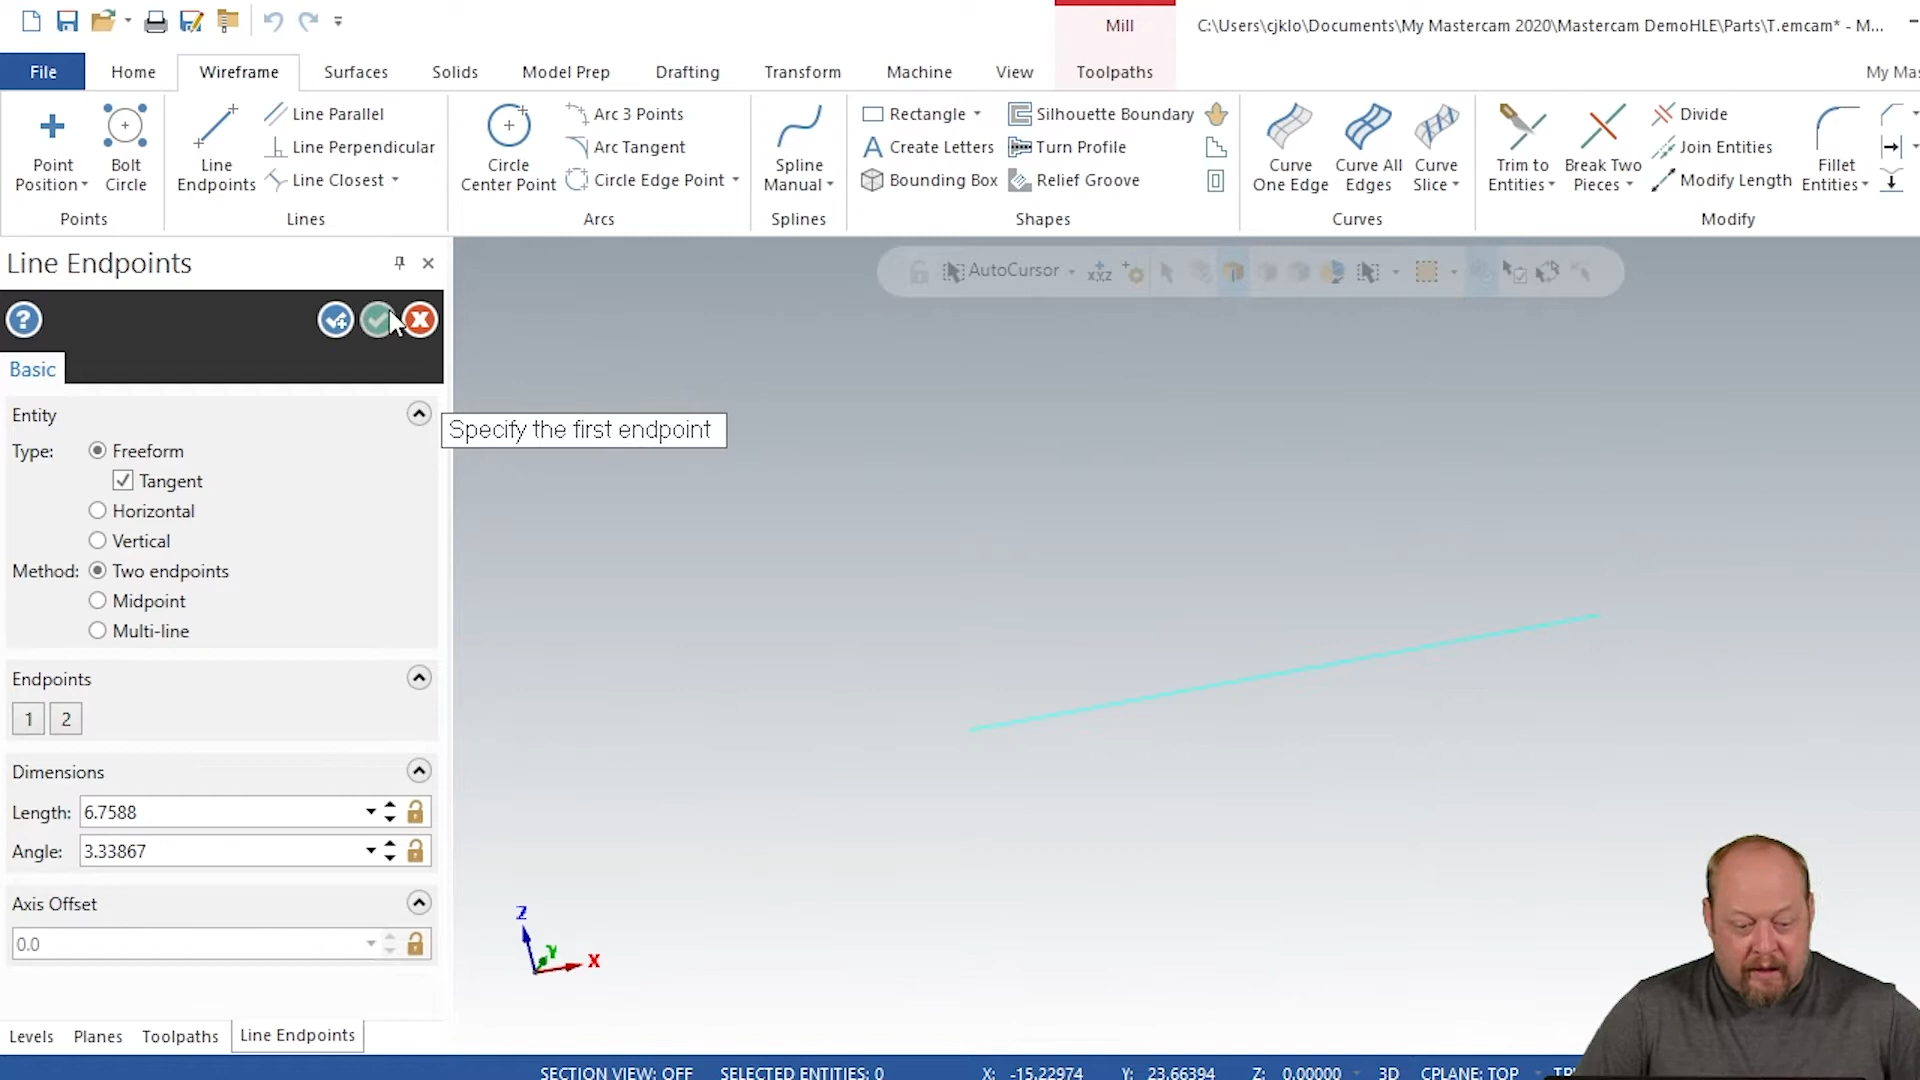 Mill
C:\Users\cjklo\Documents\My Mastercam 2020\Mastercam DemoHLE\Parts\T.emcam* - M...
File
Home
Wireframe
Surfaces
Solids
Model Prep
Drafting
Transform
Machine
View
Toolpaths
My Mas
Point
Position
Bolt
Circle
Points
Line
Endpoints
Line Parallel
Line Perpendicular
Line Closest
Lines
Circle
Center Point
Arc 3 Points
Arc Tangent
Circle Edge Point
Arcs
Spline
Manual
Splines
Rectangle
Create Letters
Bounding Box
Silhouette Boundary
Turn Profile
Relief Groove
Shapes
Curve
One Edge
Curve All
Edges
Curve
Slice
Curves
Trim to
Entities
Break Two
Pieces
Divide
Join Entities
Modify Length
Fillet
Entities
Modify
Line Endpoints
AutoCursor
XYZ
Basic
Entity
Specify the first endpoint
Type:
Freeform
Tangent
Horizontal
Vertical
Method:
Two endpoints
Midpoint
Multi-line
Endpoints
1
2
Dimensions
Length:
6.7588
Angle:
3.33867
Axis Offset
0.0
Z
Y
X
Levels
Planes
Toolpaths
Line Endpoints
SECTION VIEW: OFF
SELECTED ENTITIES: 0
X: -15.22974
Y: 23.66394
Z: 0.00000
3D
CPLANE: TOP